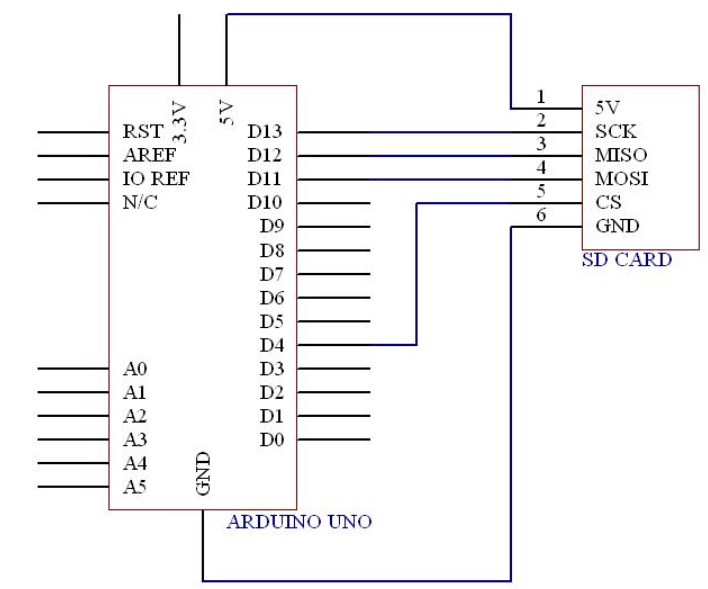 3.3V
5V
RST
AREF
IO REF
N/C
A0
A1
A2
A3
A4
A5
D13
D12
D11
D10
D9
D8
D7
D6
D5
D4
D3
D2
D1
D0
GND
ARDUINO UNO
1
2
3
4
5
6
5V
SCK
MISO
MOSI
CS
GND
SD CARD